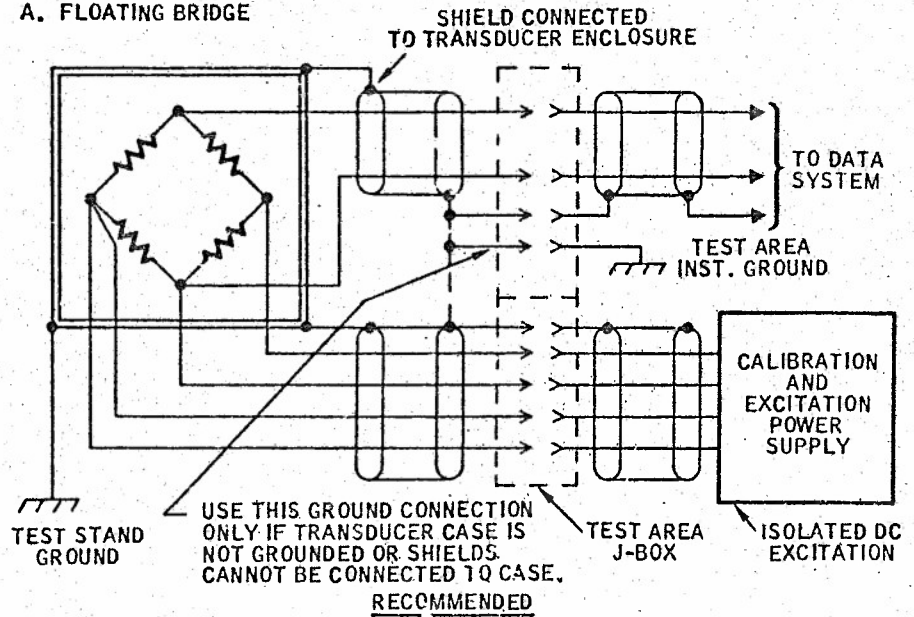 A. FLOATING BRIDGE
SHIELD CONNECTED
TO TRANSDUCER ENCLOSURE
TO DATA
SYSTEM
TEST AREA
INST. GROUND
CALIBRATION
AND
EXCITATION
POWER
SUPPLY
TEST STAND
GROUND
USE THIS GROUND CONNECTION
ONLY IF TRANSDUCER CASE IS
NOT GROUNDED OR SHIELDS
CANNOT BE CONNECTED TO CASE.
TEST AREA
J-BOX
ISOLATED DC
EXCITATION
RECOMMENDED